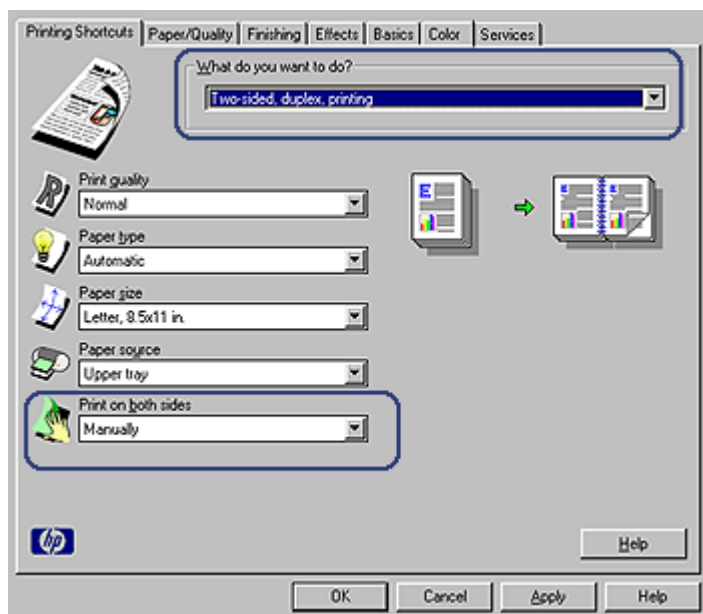 Printing Shortcuts Paper/Quality Finishing Effects Basics Color Services
What do you want to do?
Two-sided, duplex, printing
Print quality
Normal
Paper type
Automatic
Paper size
Letter, 8.5x11 in.
Paper source
Upper tray
Print on both sides
Manually
hp
Help
OK Cancel Apply Help